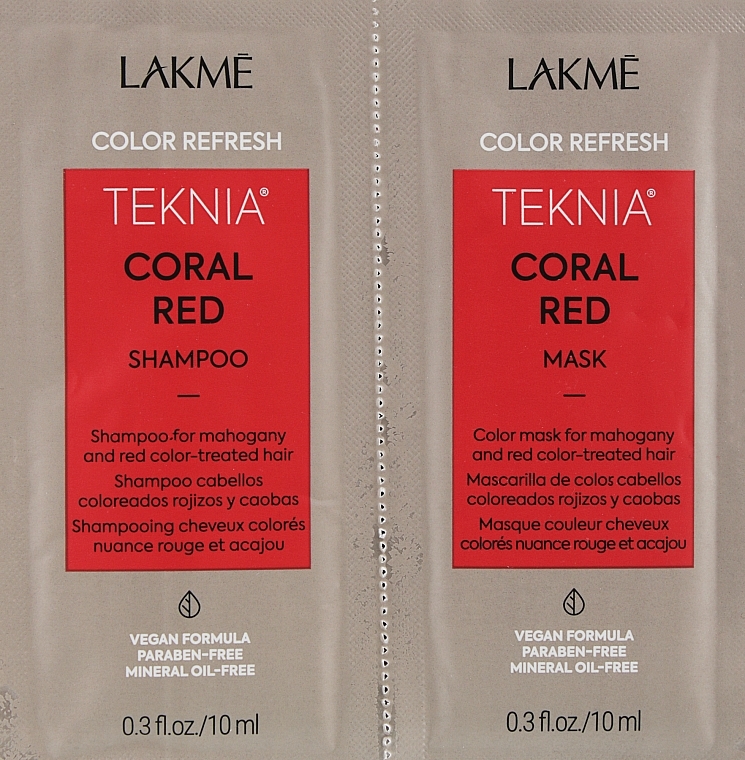 LAKMĒ
COLOR REFRESH
TEKNIA®
CORAL
RED
SHAMPOO
Shampoo for mahogany
and red color-treated hair
Shampoo cabellos
coloreados rojizos y caobas
Shampooing cheveux colorés
nuance rouge et acajou
VEGAN FORMULA
PARABEN-FREE
MINERAL OIL-FREE
0.3 fl.oz./10 ml
LAKMĒ
COLOR REFRESH
TEKNIA®
CORAL
RED
MASK
Color mask for mahogany
and red color-treated hair
Mascarilla de colos cabellos
coloreados rojizos y caobas
Masque couleur cheveux
colorés nuance rouge et acajou
VEGAN FORMULA
PARABEN-FREE
MINERAL OIL-FREE
0.3 fl.oz./10 ml